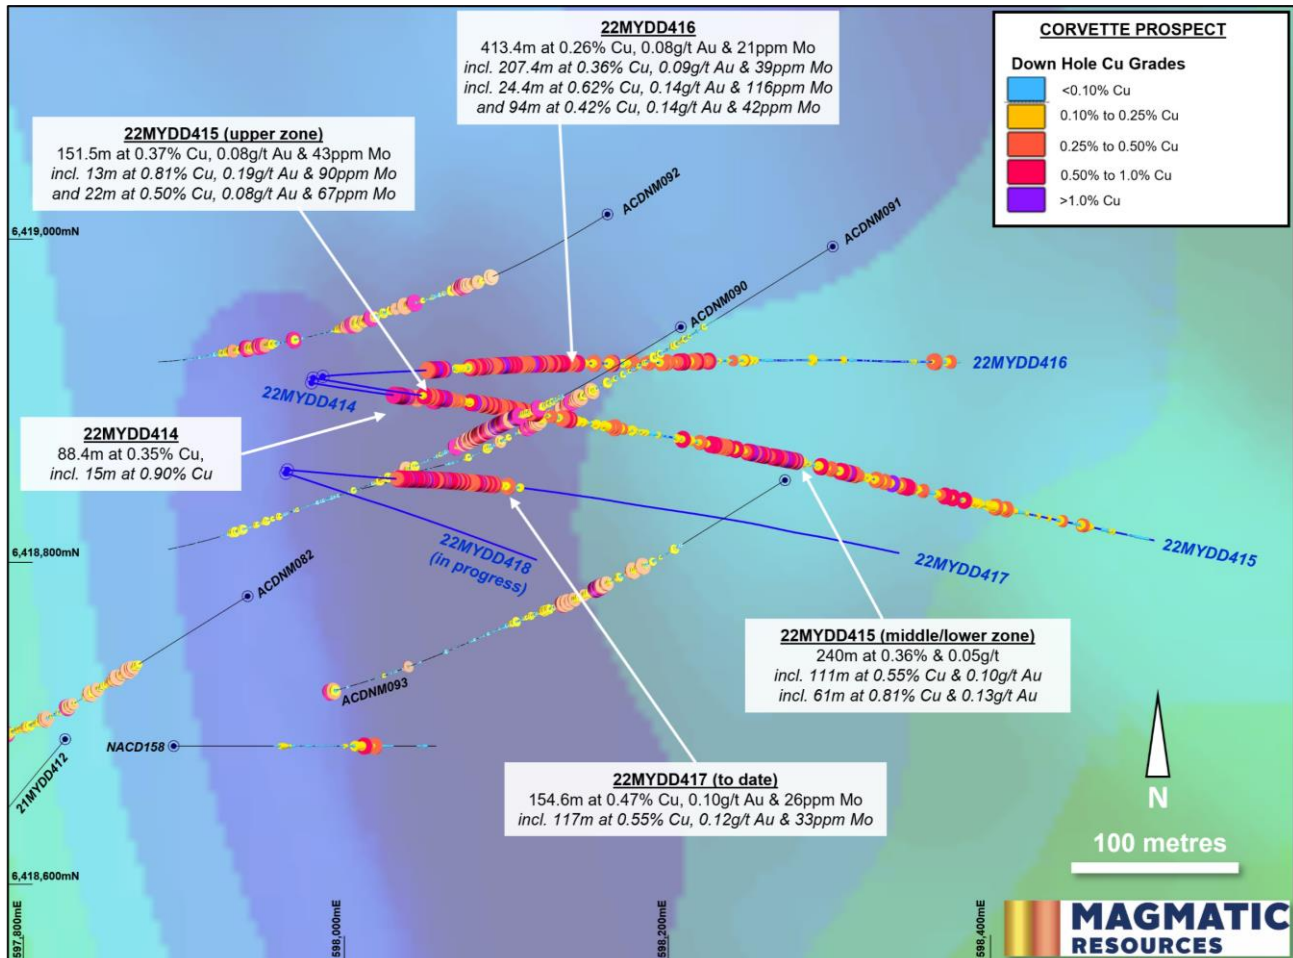 22MYDD416
413.4m at 0.26% Cu, 0.08g/t Au & 21ppm Mo
incl. 207.4m at 0.36% Cu, 0.09g/t Au & 39ppm Mo
incl. 24.4m at 0.62% Cu, 0.14g/t Au & 116ppm Mo
and 94m at 0.42% Cu, 0.14g/t Au & 42ppm Mo
CORVETTE PROSPECT
Down Hole Cu Grades
<0.10% Cu
0.10% to 0.25% Cu
0.25% to 0.50% Cu
0.50% to 1.0% Cu
>1.0% Cu
22MYDD415 (upper zone)
151.5m at 0.37% Cu, 0.08g/t Au & 43ppm Mo
incl. 13m at 0.81% Cu, 0.19g/t Au & 90ppm Mo
and 22m at 0.50% Cu, 0.08g/t Au & 67ppm Mo
ACDNM092
ACDNM091
6,419,000mN
ACDNM090
22MYDD416
22MYDD414
22MYDD414
88.4m at 0.35% Cu,
incl. 15m at 0.90% Cu
22MYDD415
22MYDD417
22MYDD418
(in progress)
6,418,800mN
ACDNM082
ACDNM093
22MYDD415 (middle/lower zone)
240m at 0.36% & 0.05g/t
incl. 111m at 0.55% Cu & 0.10g/t Au
incl. 61m at 0.81% Cu & 0.13g/t Au
NACD158
21MYDD412
22MYDD417 (to date)
154.6m at 0.47% Cu, 0.10g/t Au & 26ppm Mo
incl. 117m at 0.55% Cu, 0.12g/t Au & 33ppm Mo
N
100 metres
6,418,600mN
597,800mE
598,000mE
598,200mE
598,400mE
MAGMATIC
RESOURCES